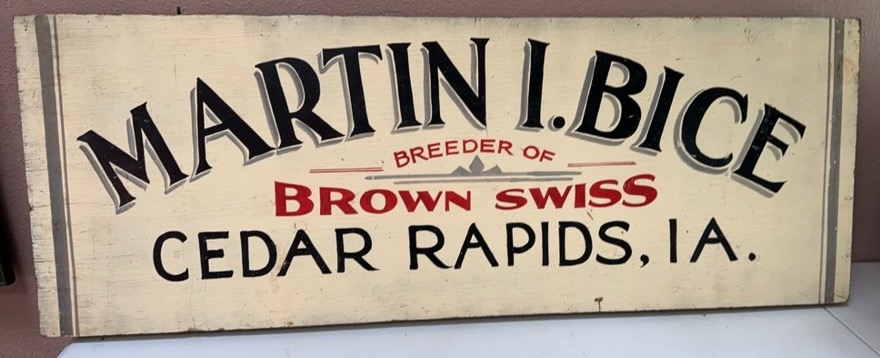 MARTIN I. BICE
BREEDER OF
BROWN SWISS
CEDAR RAPIDS, IA.